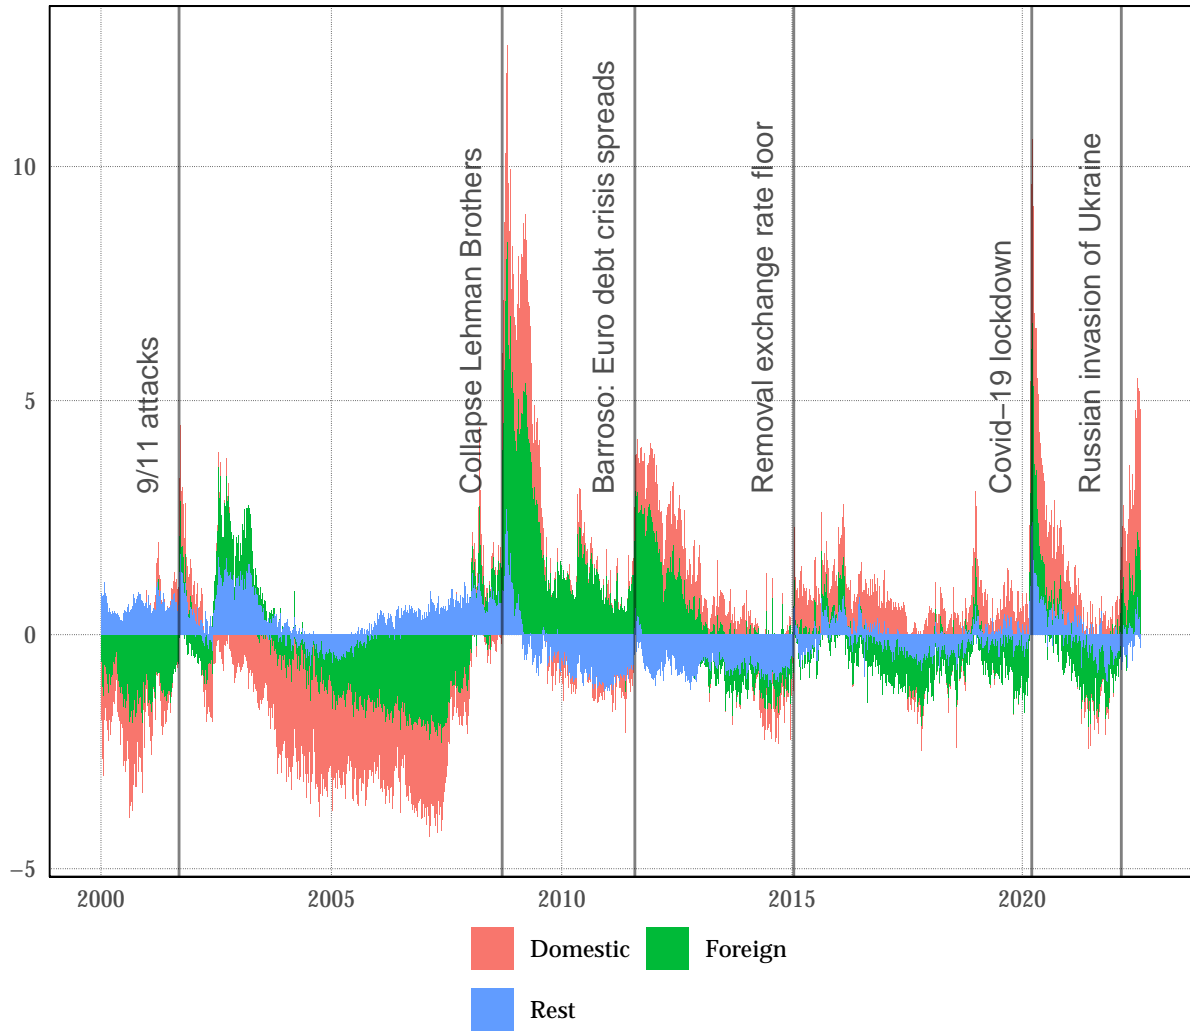 10
5
0
−5
9/11 attacks
Collapse Lehman Brothers
Barroso: Euro debt crisis spreads
Removal exchange rate floor
Covid−19 lockdown
Russian invasion of Ukraine
2000
2005
2010
2015
2020
Domestic
Foreign
Rest